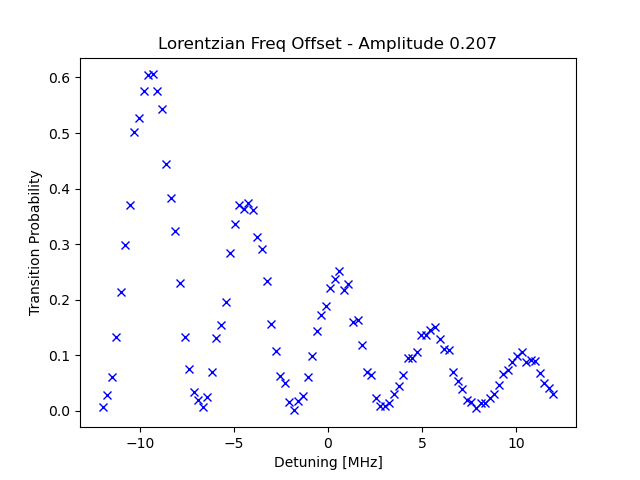 Lorentzian Freq Offset - Amplitude 0.207
Transition Probability
0.6
0.5
0.4
0.3
0.2
0.1
0.0
−10 −5 0 5 10
Detuning [MHz]